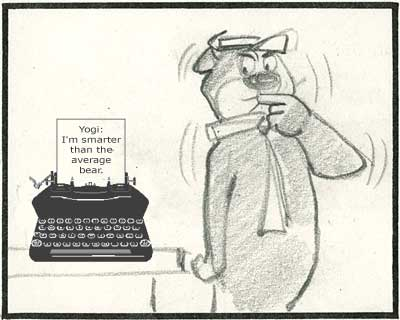 Yogi:
I'm smarter
than the
average
bear.